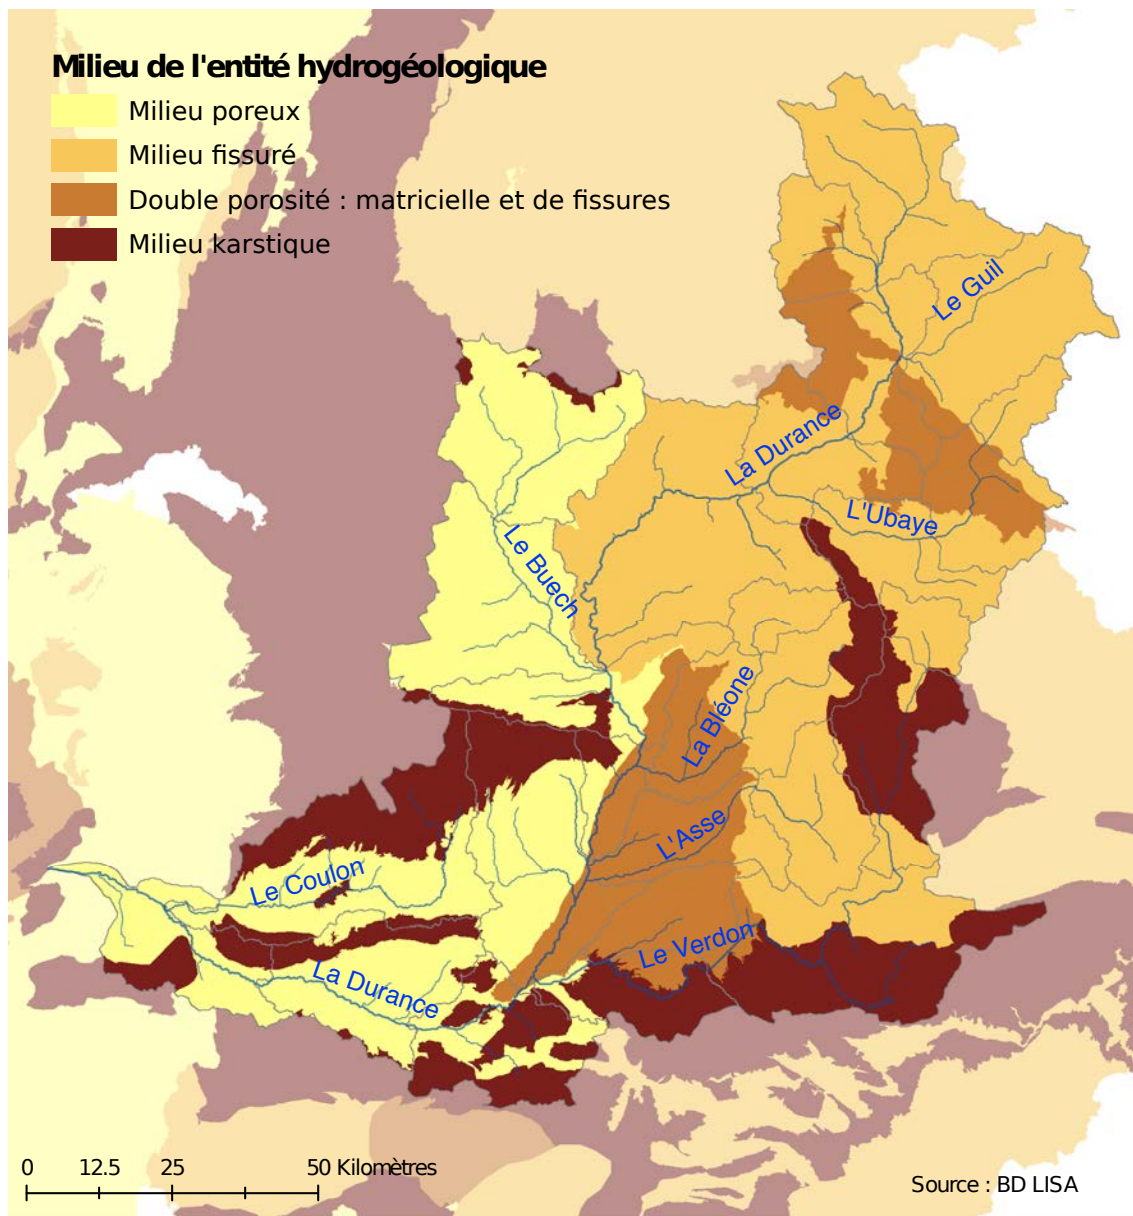 Milieu de l'entité hydrogéologique
Milieu poreux
Milieu fissuré
Double porosité : matricielle et de fissures
Milieu karstique
Le Guil
La Durance
L'Ubaye
Le Buech
La Bléone
L'Asse
Le Coulon
Le Verdon
La Durance
0 12.5 25 50 Kilomètres
Source : BD LISA